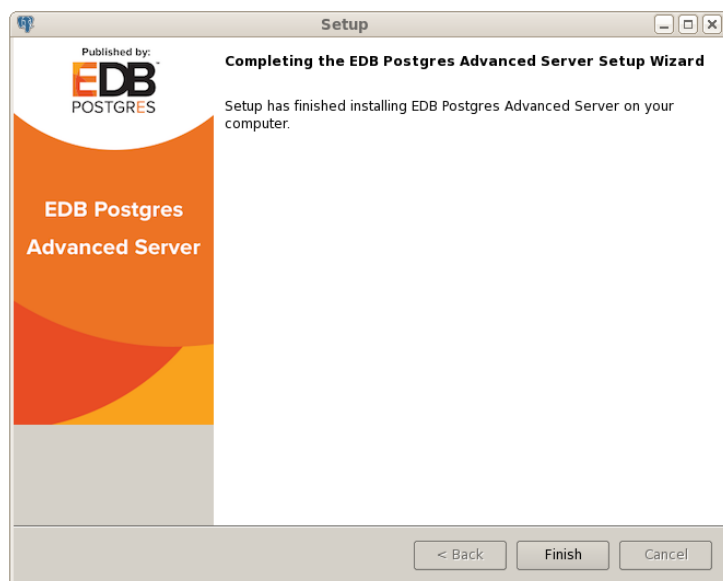 Setup
Published by:
EDB
POSTGRES
EDB Postgres
Advanced Server
Completing the EDB Postgres Advanced Server Setup Wizard
Setup has finished installing EDB Postgres Advanced Server on your
computer.
< Back
Finish
Cancel